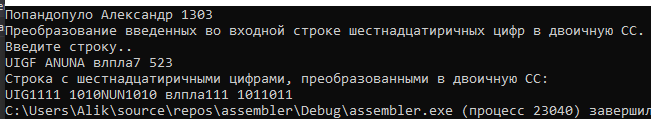 Попандопуло Александр 1303
Преобразование введенных во входной строке шестнадцатиричных цифр в двоичную СС.
Введите строку..
UIGF ANUNA влпла7 523
Строка с шестнадцатиричными цифрами, преобразованными в двоичную СС:
UIG1111 1010NUN1010 влпла111 1011011
C:\Users\Alik\source\repos\assembler\Debug\assembler.exe (процесс 23040) завершил